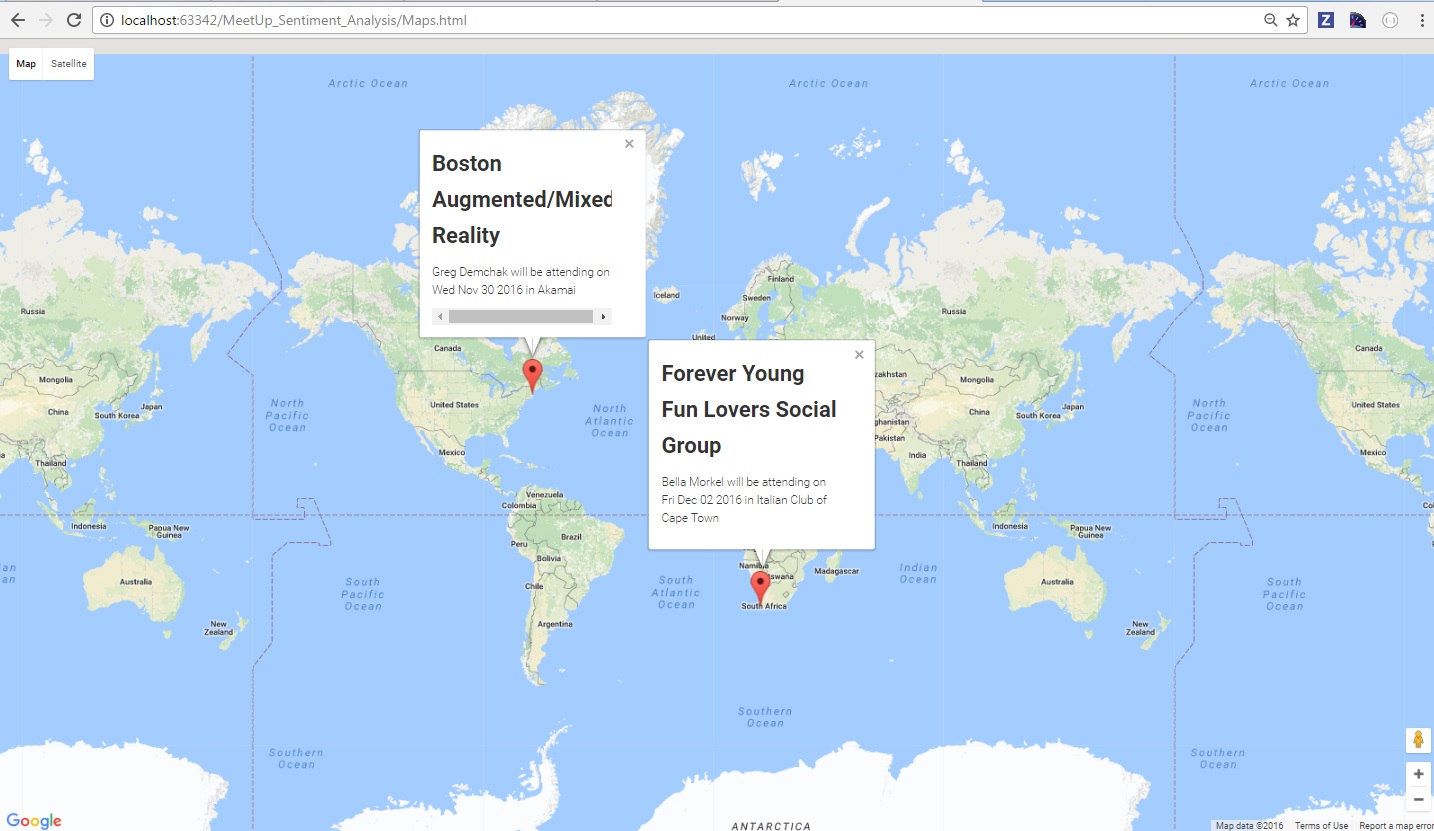 localhost:63342/MeetUp_Sentiment_Analysis/Maps.html
Z
Map Satellite
Arctic Ocean
Arctic Ocean
Arctic Ocean
Boston
Augmented/Mixed
Reality
Greg Demchak will be attending on
Wed Nov 30 2016 in Akamai
Forever Young
Fun Lovers Social
Group
Bella Morkel will be attending on
Fri Dec 02 2016 in Italian Club of
Cape Town
Finland
Iceland
Sweden
Norway
United
Russia
Russia
Canada
Canada
Mongolia
China
South Korea
Japan
Thailand
North
Pacific
Ocean
United States
Mexico
North
Atlantic
Ocean
Pakistan
India
Mongolia
China
South Korea
Japan
Thailand
North
Pacific
Ocean
United States
Mexico
Venezuela
Colombia
Peru
Brazil
Bolivia
Chile
Argentina
Indonesia
Papua New
Guinea
Australia
New
Zealand
South
Pacific
Ocean
South
Atlantic
Ocean
Namibia
Madagascar
South Africa
Indian
Ocean
Indonesia
Papua New
Guinea
Australia
New
Zealand
South
Pacific
Ocean
Southern
Ocean
Southern
Ocean
Southern
Ocean
ANTARCTICA
Google
Map data ©2016 Terms of Use Report a map error